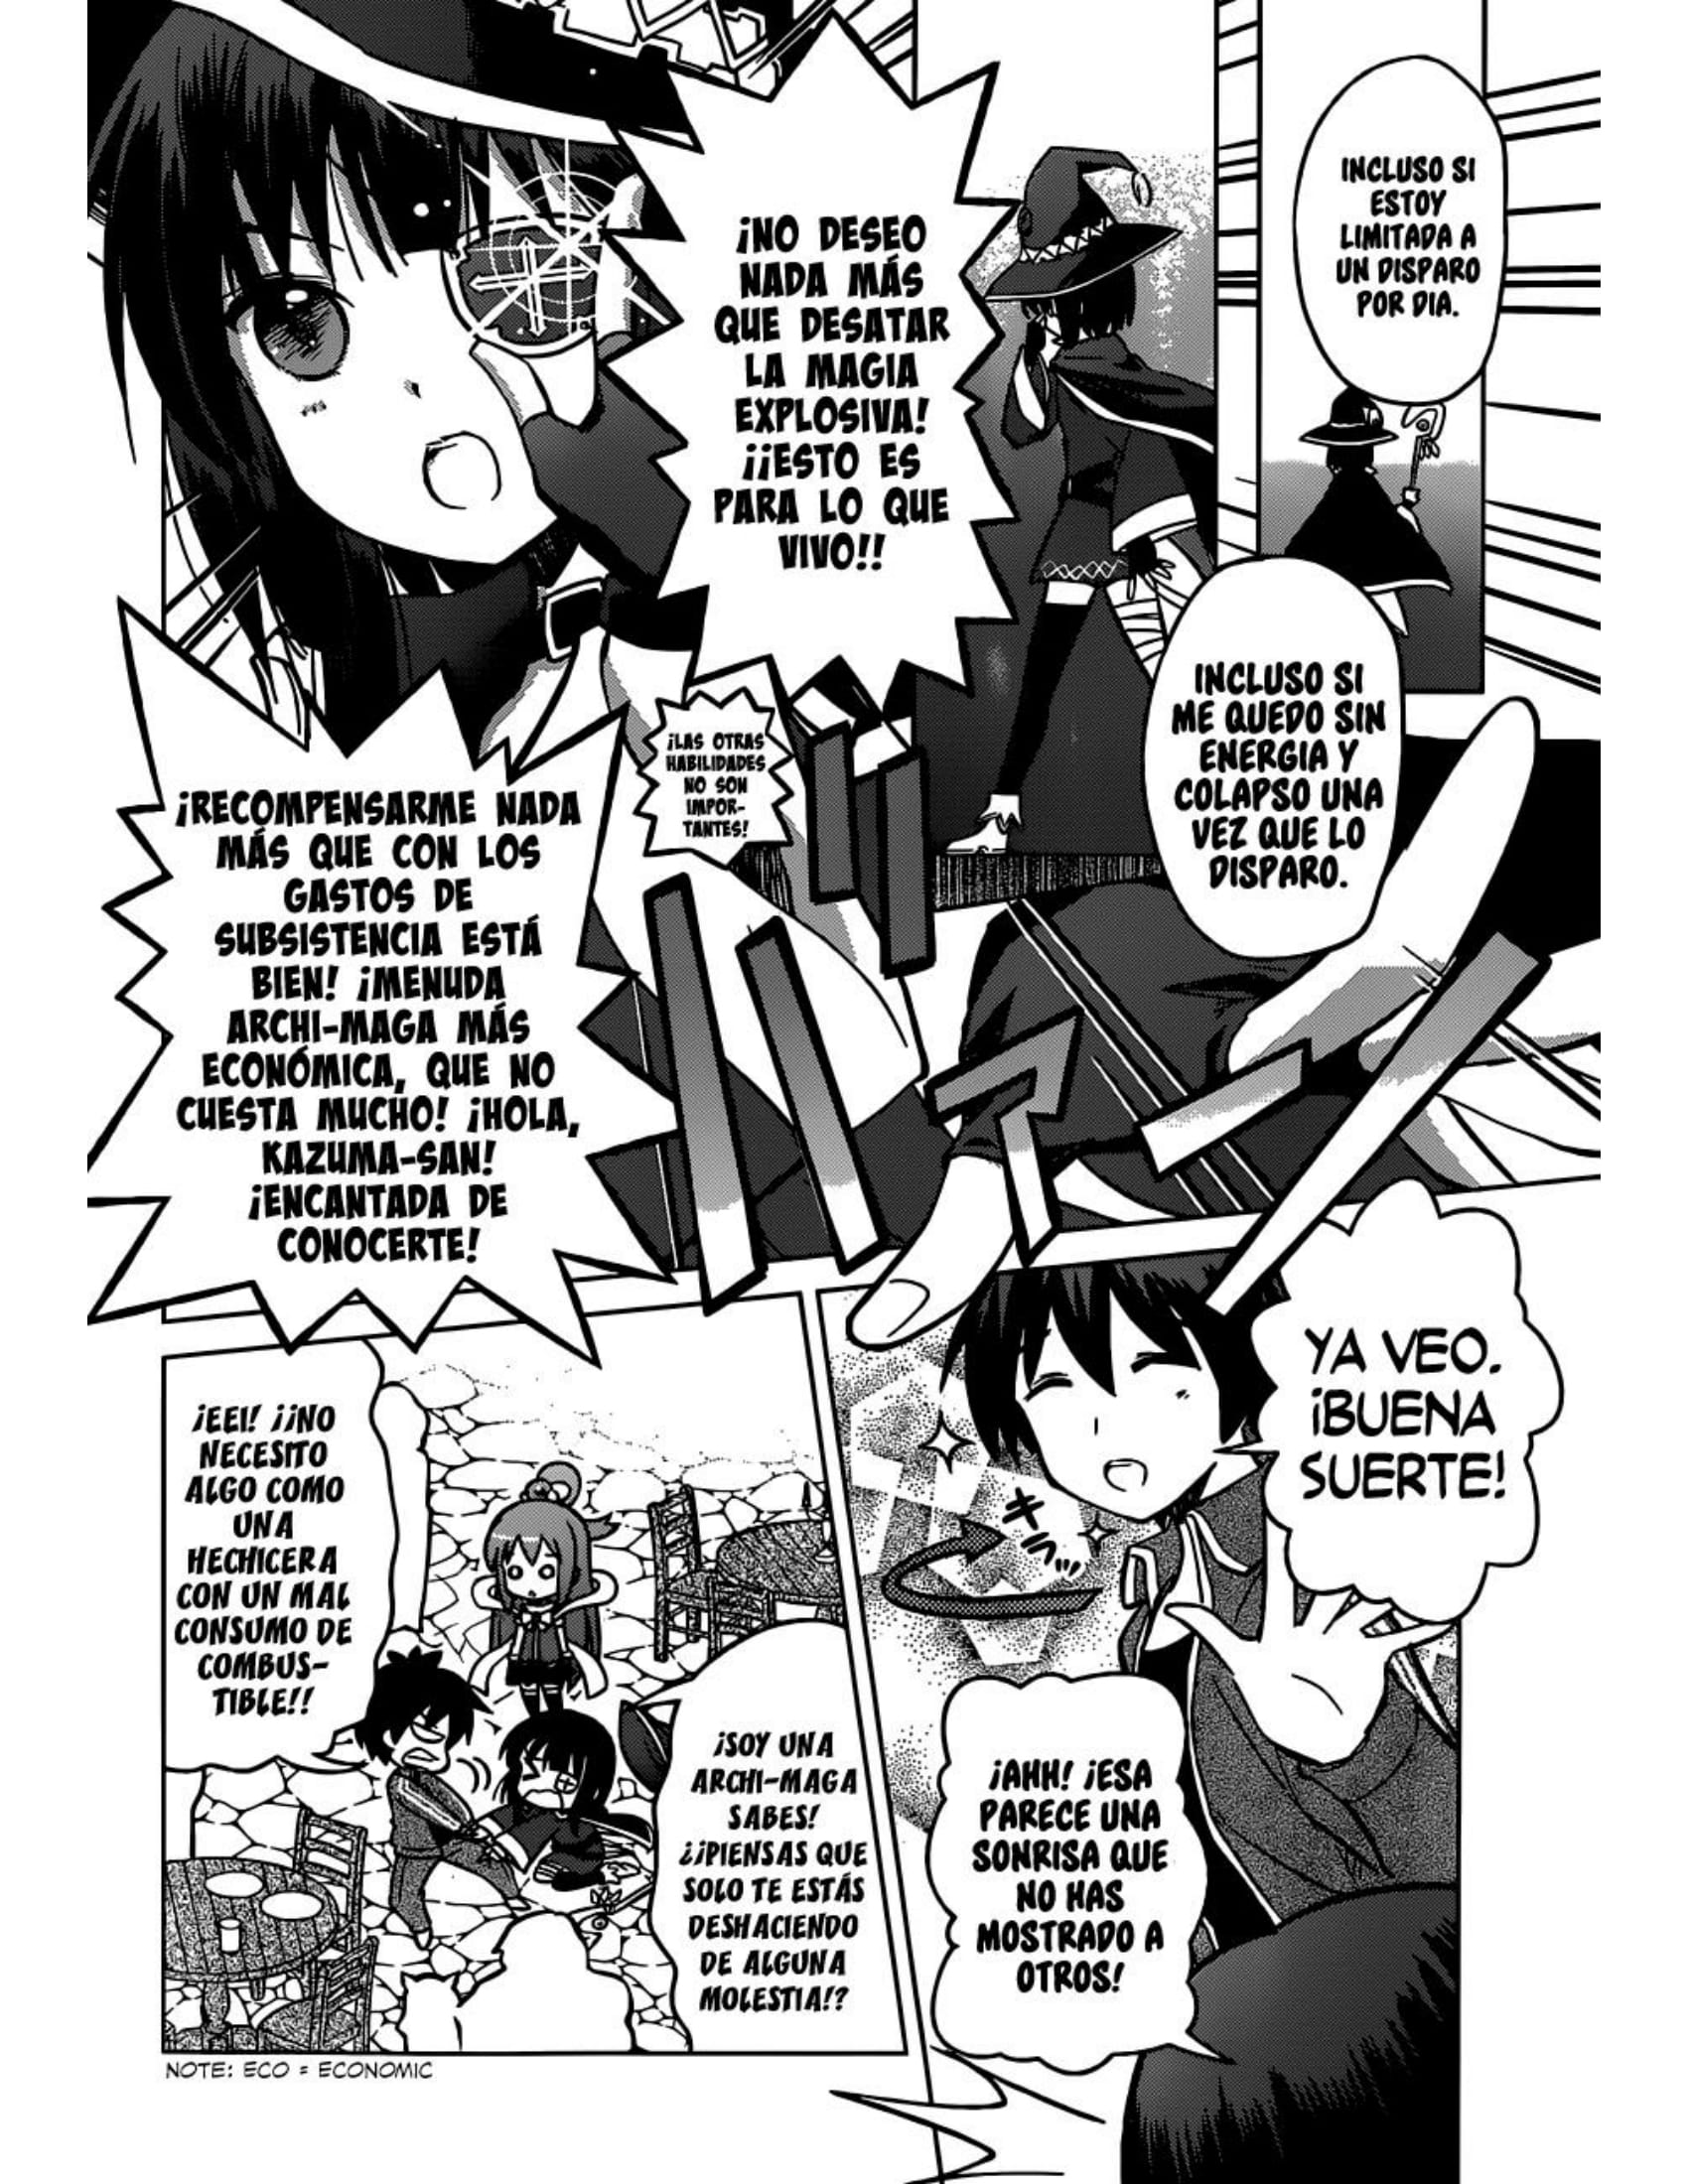 INCLUSO SI
ESTOY
LIMITADA A
UN DISPARO
POR DIA.
INCLUSO SI
ME QUEDO SIN
ENERGIA Y
COLAPSO UNA
VEZ QUE LO
DISPARO.
¡NO DESEO
NADA MÁS
QUE DESATAR
LA MAGIA
EXPLOSIVA!
¡¡ESTO ES
PARA LO QUE
VIVO!!
¡LAS OTRAS
HABILIDADES
NO SON
IMPOR-
TANTES!
¡RECOMPENSARME NADA
MÁS QUE CON LOS
GASTOS DE
SUBSISTENCIA ESTÁ
BIEN! ¡MENUDA
ARCHI-MAGA MÁS
ECONÓMICA, QUE NO
CUESTA MUCHO! ¡HOLA,
KAZUMA-SAN!
¡ENCANTADA DE
CONOCERTE!
ババァーン
YA VEO.
¡BUENA
SUERTE!
キラ...
¡AHH! ¡ESA
PARECE UNA
SONRISA QUE
NO HAS
MOSTRADO A
OTROS!
¡EEI! ¡¡NO
NECESITO
ALGO COMO
UNA
HECHICERA
CON UN MAL
CONSUMO DE
COMBUS-
TIBLE!!
¡SOY UNA
ARCHI-MAGA
SABES!
¿¡PIENSAS QUE
SOLO TE ESTÁS
DESHACIENDO
DE ALGUNA
MOLESTIA!?
NOTE: ECO = ECONOMIC